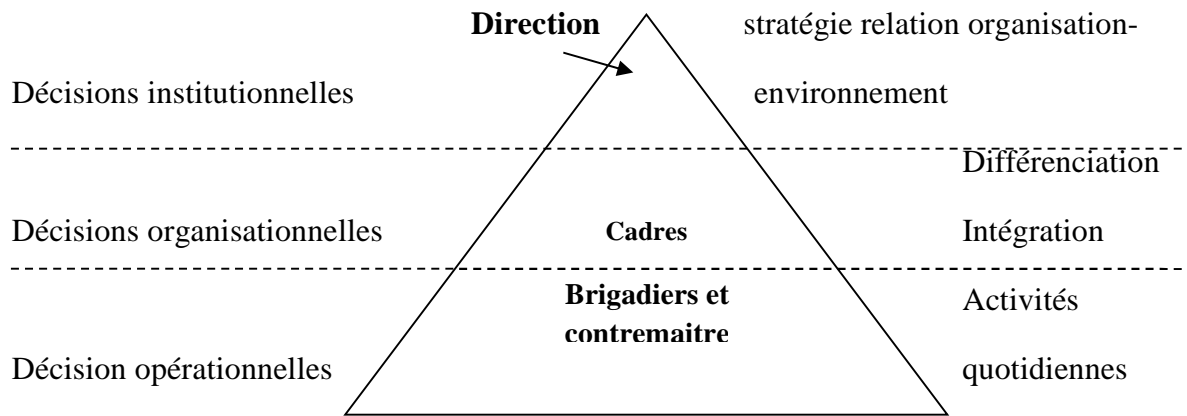 Direction stratégie relation organisation-
Décisions institutionnelles environnement
Différenciation
Décisions organisationnelles Cadres Intégration
Brigadiers et Activités
contremaitre
Décision opérationnelles quotidiennes